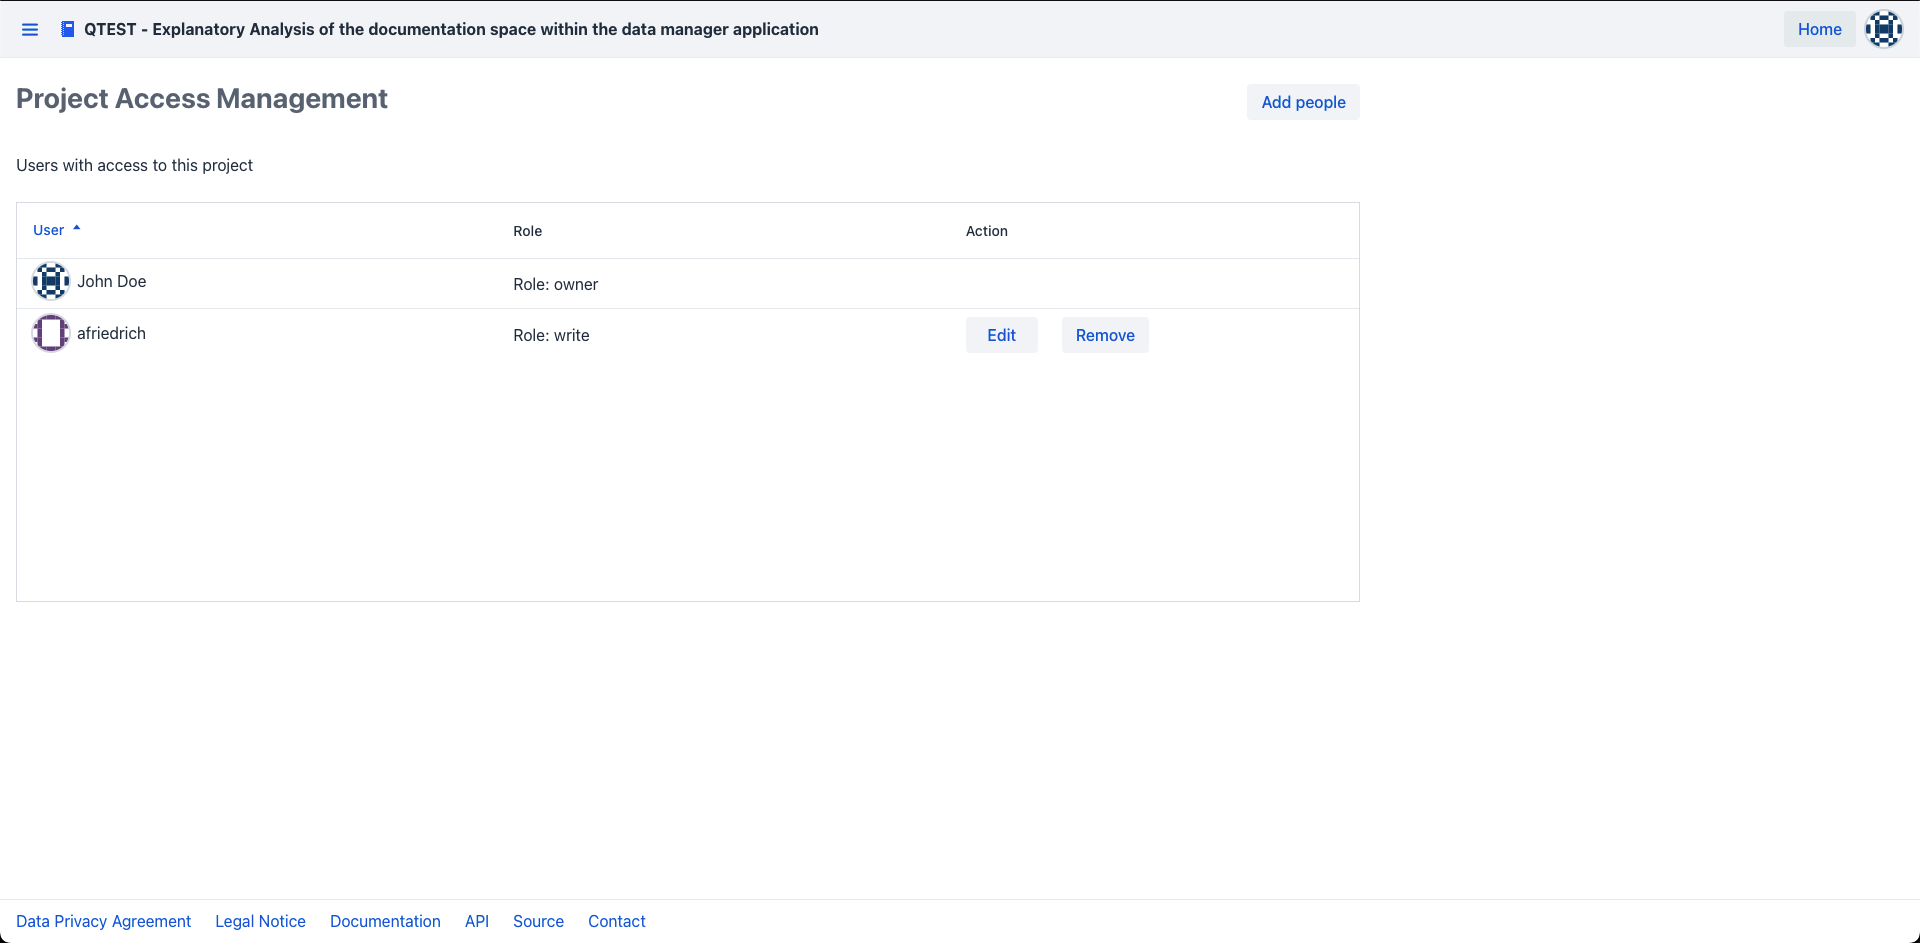 QTEST - Explanatory Analysis of the documentation space within the data manager application
Home
Project Access Management
Add people
Users with access to this project
User Role Action
John Doe Role: owner
afriedrich Role: write Edit Remove
Data Privacy Agreement Legal Notice Documentation API Source Contact